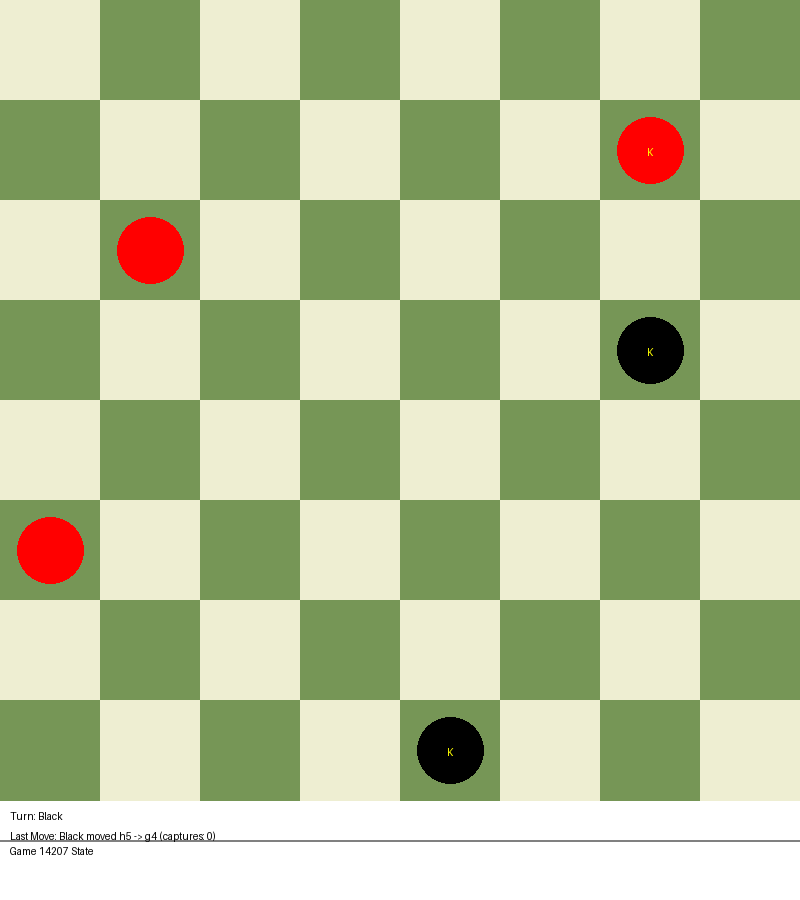 K
K
K
Turn: Black
Last Move: Black moved h5 -> g4 (captures: 0)
Game 14207 State